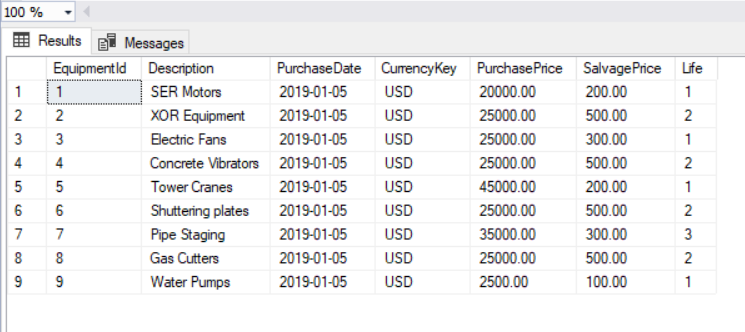 100 %
Results Messages
EquipmentId Description PurchaseDate CurrencyKey PurchasePrice SalvagePrice Life
1 1 SER Motors 2019-01-05 USD 20000.00 200.00 1
2 2 XOR Equipment 2019-01-05 USD 25000.00 500.00 2
3 3 Electric Fans 2019-01-05 USD 25000.00 300.00 1
4 4 Concrete Vibrators 2019-01-05 USD 25000.00 500.00 2
5 5 Tower Cranes 2019-01-05 USD 45000.00 200.00 1
6 6 Shuttering plates 2019-01-05 USD 25000.00 500.00 2
7 7 Pipe Staging 2019-01-05 USD 35000.00 300.00 3
8 8 Gas Cutters 2019-01-05 USD 25000.00 500.00 2
9 9 Water Pumps 2019-01-05 USD 2500.00 100.00 1